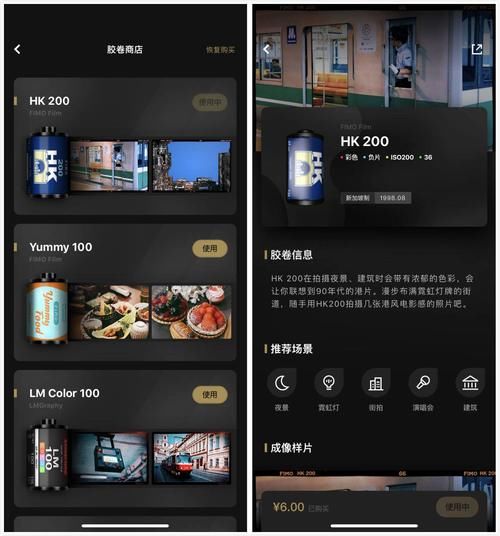 胶卷商店
恢复购买
HK 200
使用中
FIMO Film
HK
200
Yummy 100
使用
FIMO Film
Yummy
Food
LM Color 100
使用
LMGraphy
LM
100
FIMO Film
HK 200
彩色 负片 ISO200 36
HK
新加坡制 1998.08
胶卷信息
HK 200在拍摄夜景、建筑时会带有浓郁的色彩，会
让你联想到90年代的港片。漫步布满霓虹灯牌的街
道，随手用HK200拍摄几张港风电影感的照片吧。
推荐场景
夜景 霓虹灯 街拍 演唱会 建筑
成像样片
FIMO HK 200 66 FIMO HK 200
¥6.00 已购买
使用中